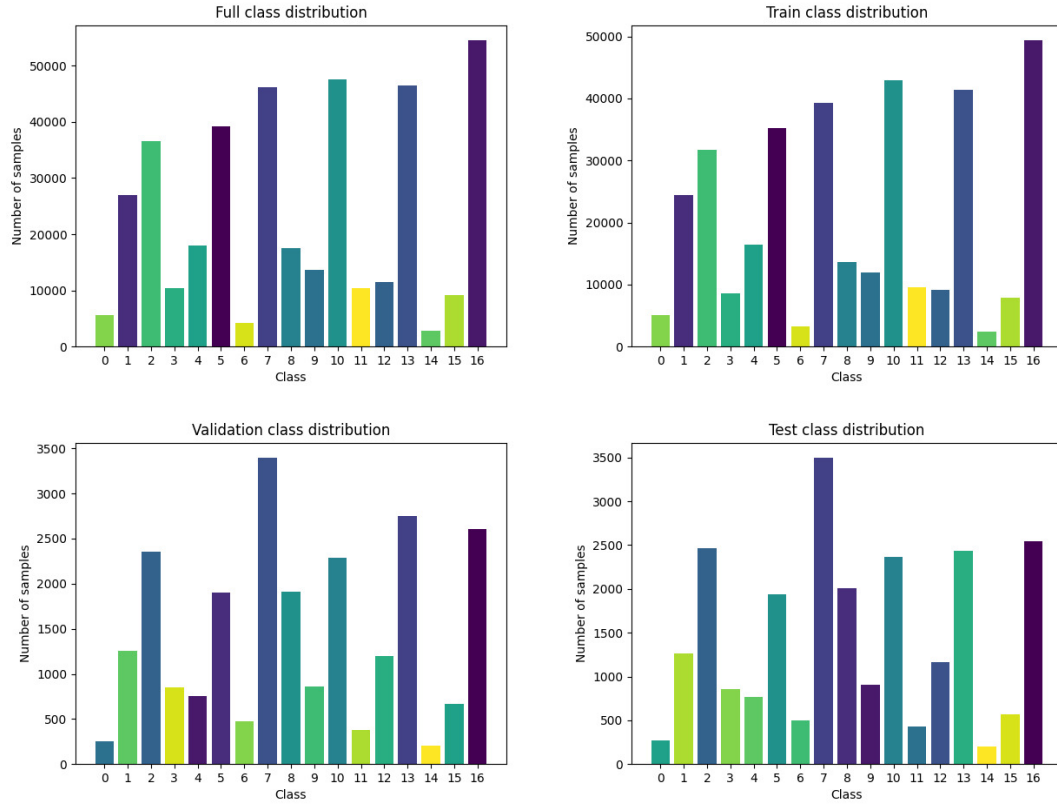 Full class distribution
Number of samples
50000
40000
30000
20000
10000
0
0 1 2 3 4 5 6 7 8 9 10 11 12 13 14 15 16
Class
Train class distribution
Number of samples
50000
40000
30000
20000
10000
0
0 1 2 3 4 5 6 7 8 9 10 11 12 13 14 15 16
Class
Validation class distribution
Number of samples
3500
3000
2500
2000
1500
1000
500
0
0 1 2 3 4 5 6 7 8 9 10 11 12 13 14 15 16
Class
Test class distribution
Number of samples
3500
3000
2500
2000
1500
1000
500
0
0 1 2 3 4 5 6 7 8 9 10 11 12 13 14 15 16
Class